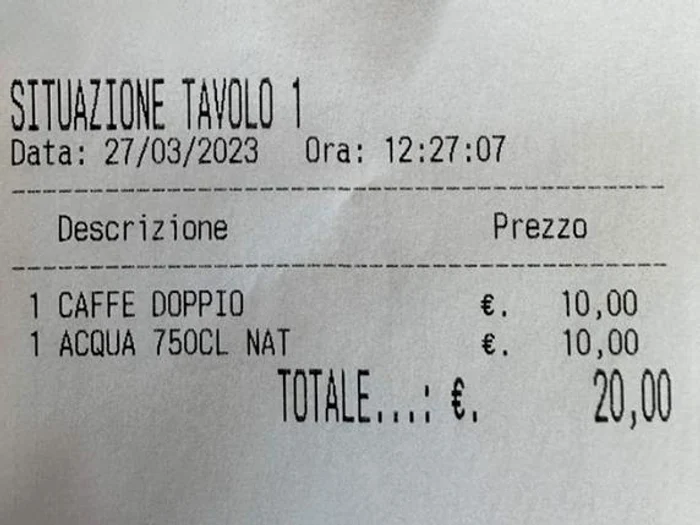 SITUAZIONE TAVOLO 1
Data: 27/03/2023 Ora: 12:27:07
Descrizione Prezzo
1 CAFFE DOPPIO €. 10,00
1 ACQUA 750CL NAT €. 10,00
TOTALE...: €. 20,00